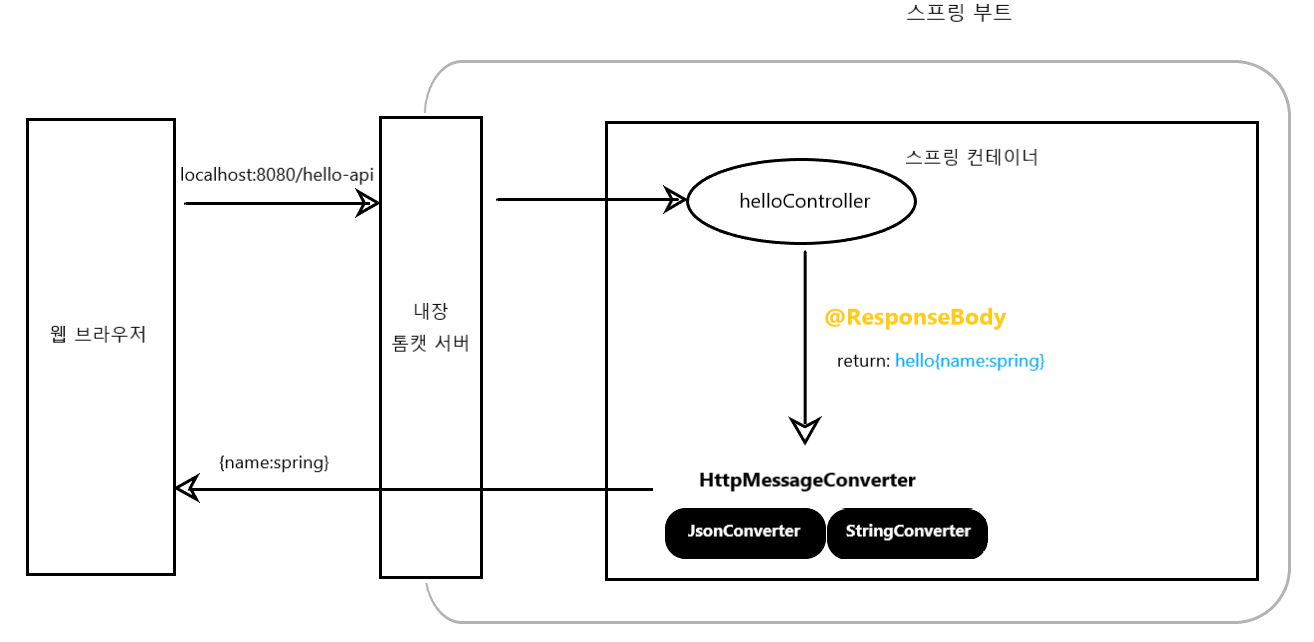 스프링 부트
스프링 컨테이너
localhost:8080/hello-api
helloController
내장
톰캣 서버
웹 브라우저
@ResponseBody
return: hello{name:spring}
{name:spring}
HttpMessageConverter
JsonConverter
StringConverter